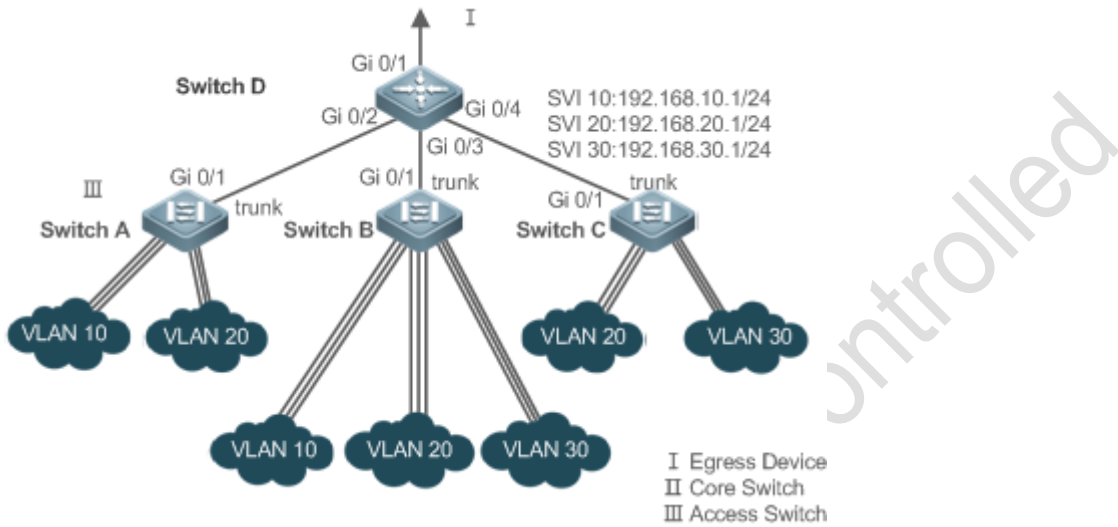 I
Gi 0/1
Switch D
Gi 0/2
Gi 0/4
Gi 0/3
SVI 10:192.168.10.1/24
SVI 20:192.168.20.1/24
SVI 30:192.168.30.1/24
III
Gi 0/1
trunk
Switch A
Gi 0/1
trunk
Switch B
trunk
Gi 0/1
Switch C
VLAN 10
VLAN 20
VLAN 20
VLAN 30
VLAN 10
VLAN 20
VLAN 30
I Egress Device
II Core Switch
III Access Switch
ontrolled